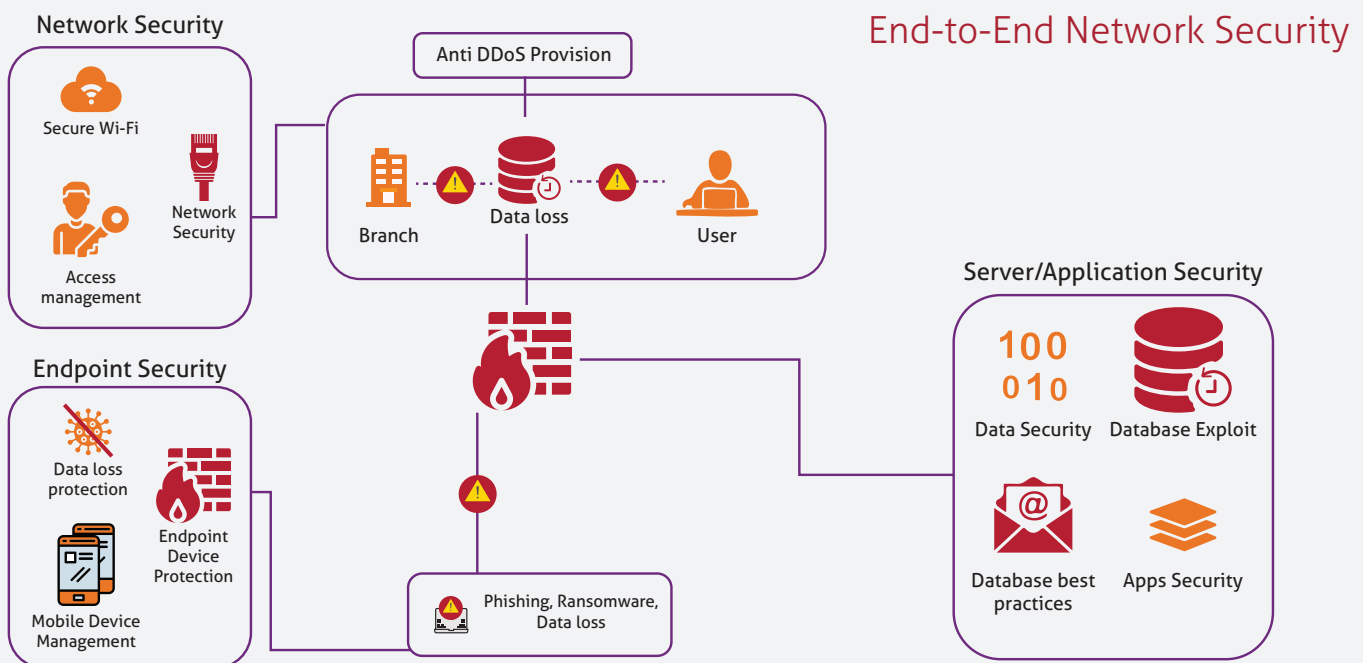 End-to-End Network Security
Network Security
Secure Wi-Fi
Network
Security
Access
management
Anti DDoS Provision
Branch
Data loss
User
Endpoint Security
Data loss
protection
Endpoint
Device
Protection
Mobile Device
Management
Phishing, Ransomware,
Data loss
Server/Application Security
100
010
Data Security
Database Exploit
@
Database best
practices
Apps Security